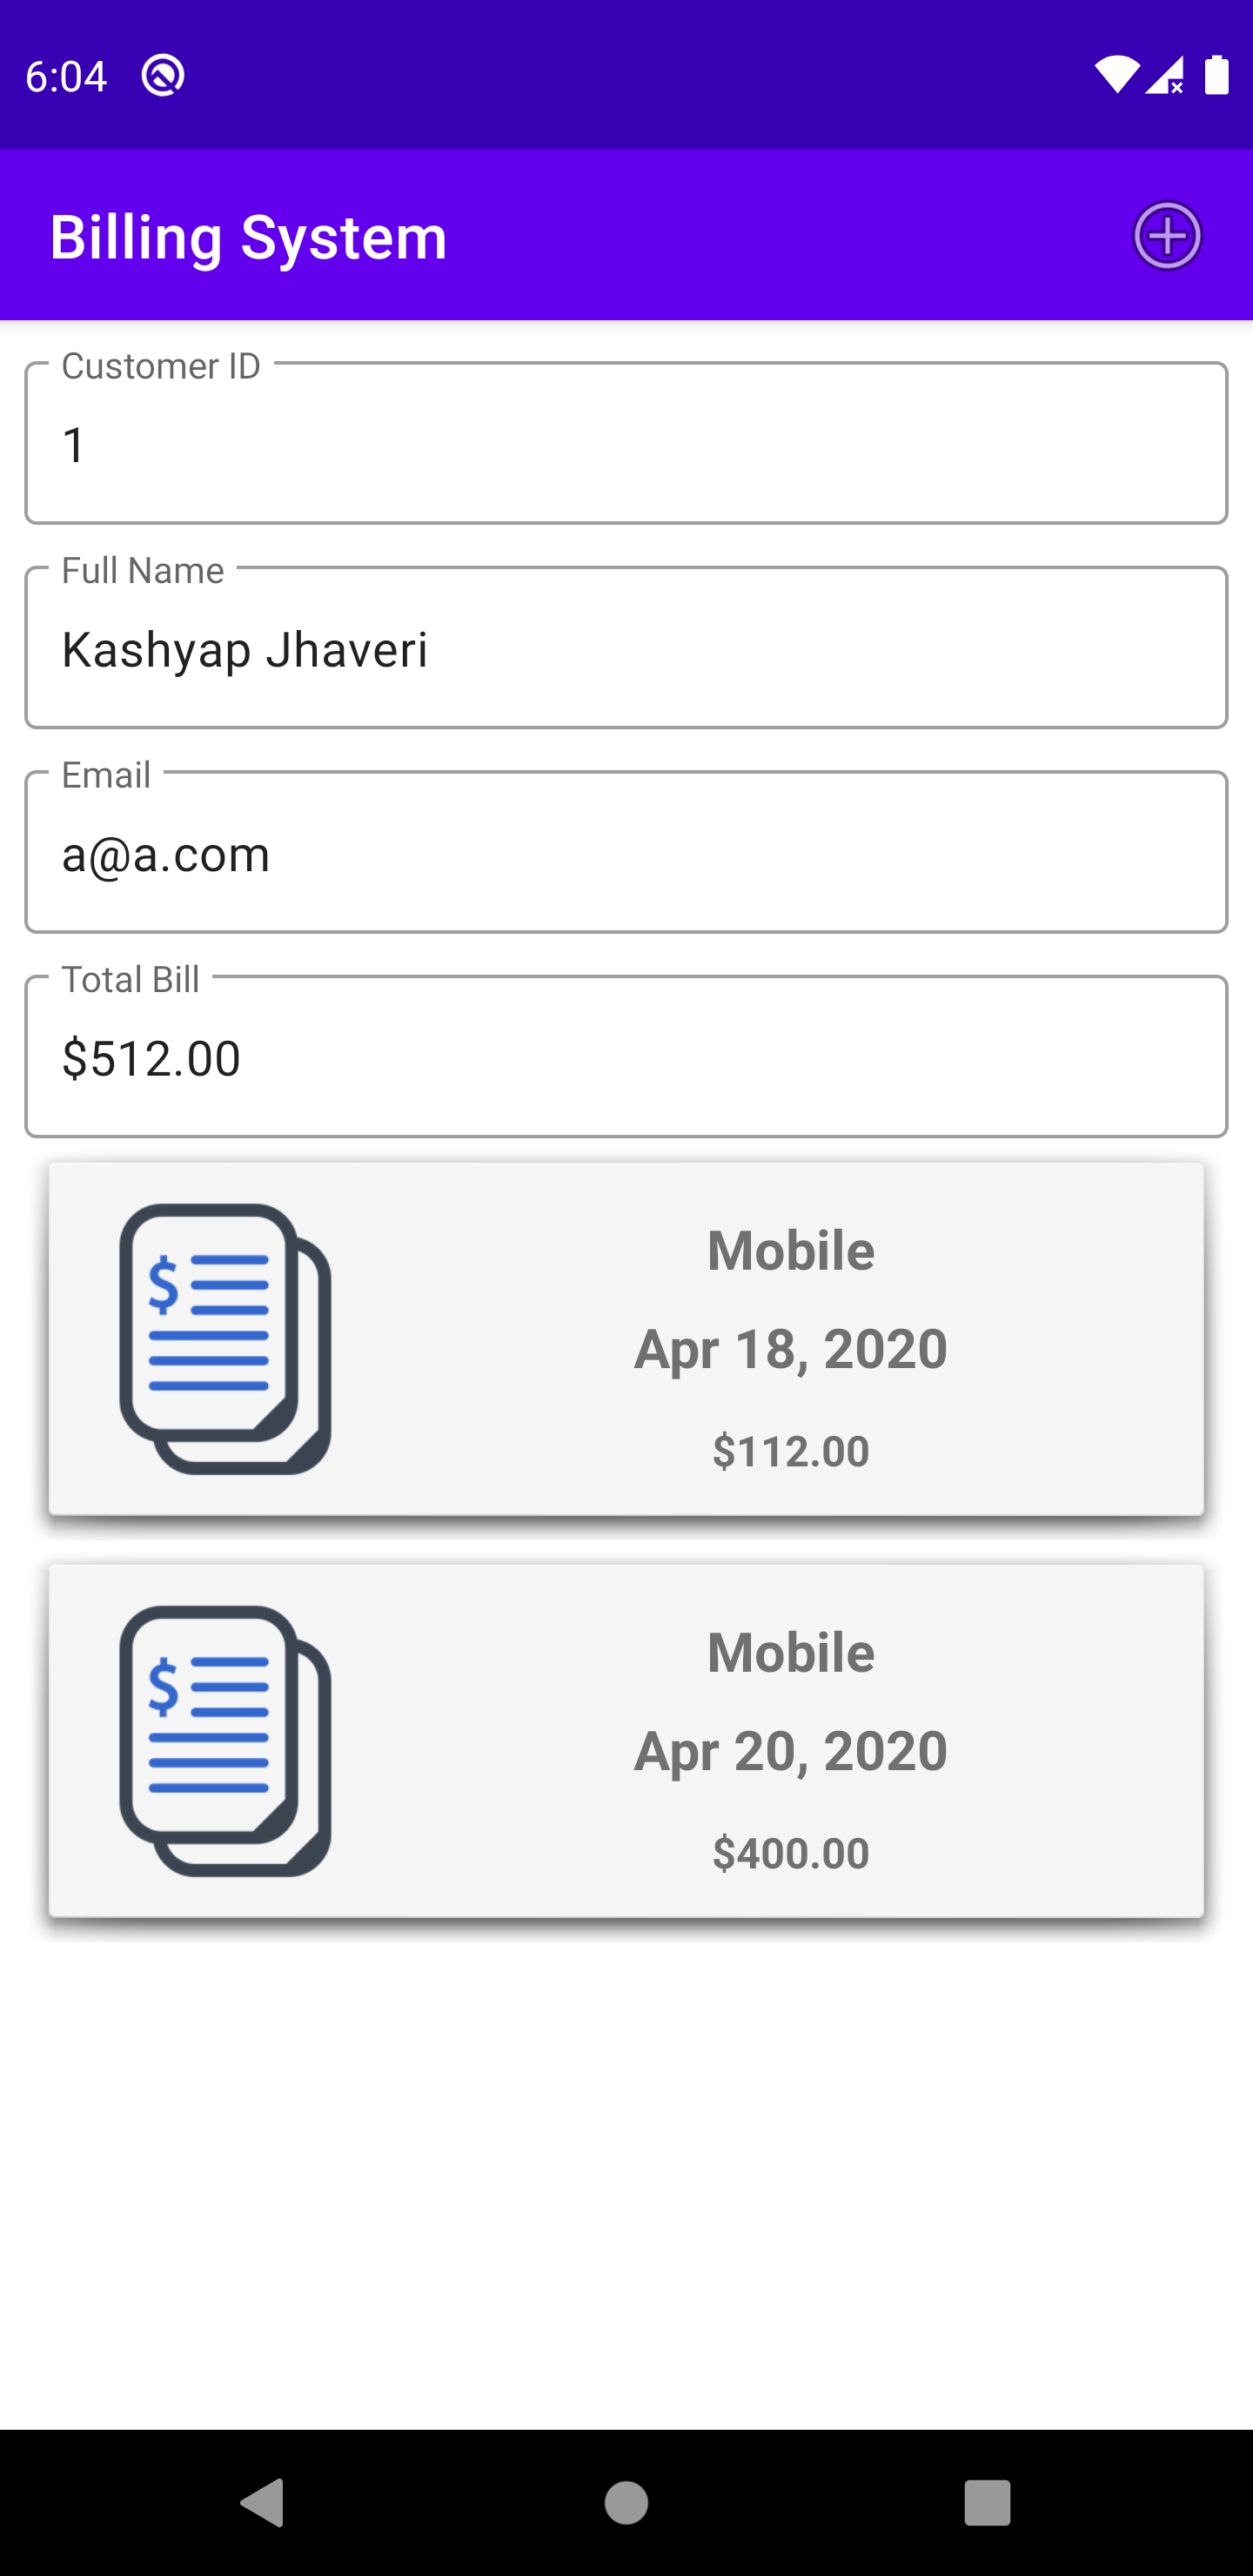 6:04
Billing System
Customer ID
1
Full Name
Kashyap Jhaveri
Email
a@a.com
Total Bill
$512.00
$
Mobile
Apr 18, 2020
$112.00
$
Mobile
Apr 20, 2020
$400.00